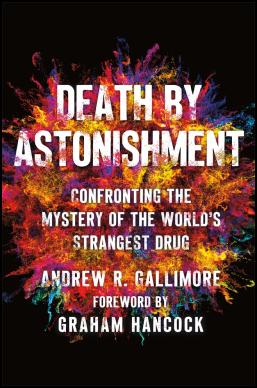 DEATH BY
ASTONISHMENT
CONFRONTING THE
MYSTERY OF THE WORLD'S
STRANGEST DRUG
ANDREW R. GALLIMORE
FOREWORD BY
GRAHAM HANCOCK